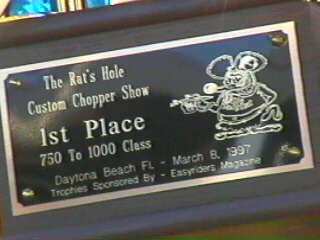 The Rat's Hole
Custom Chopper Show
1st Place
750 To 1000 Class
Daytona Beach FL - March 8, 1997
Trophies Sponsored By - Easyriders Magazine